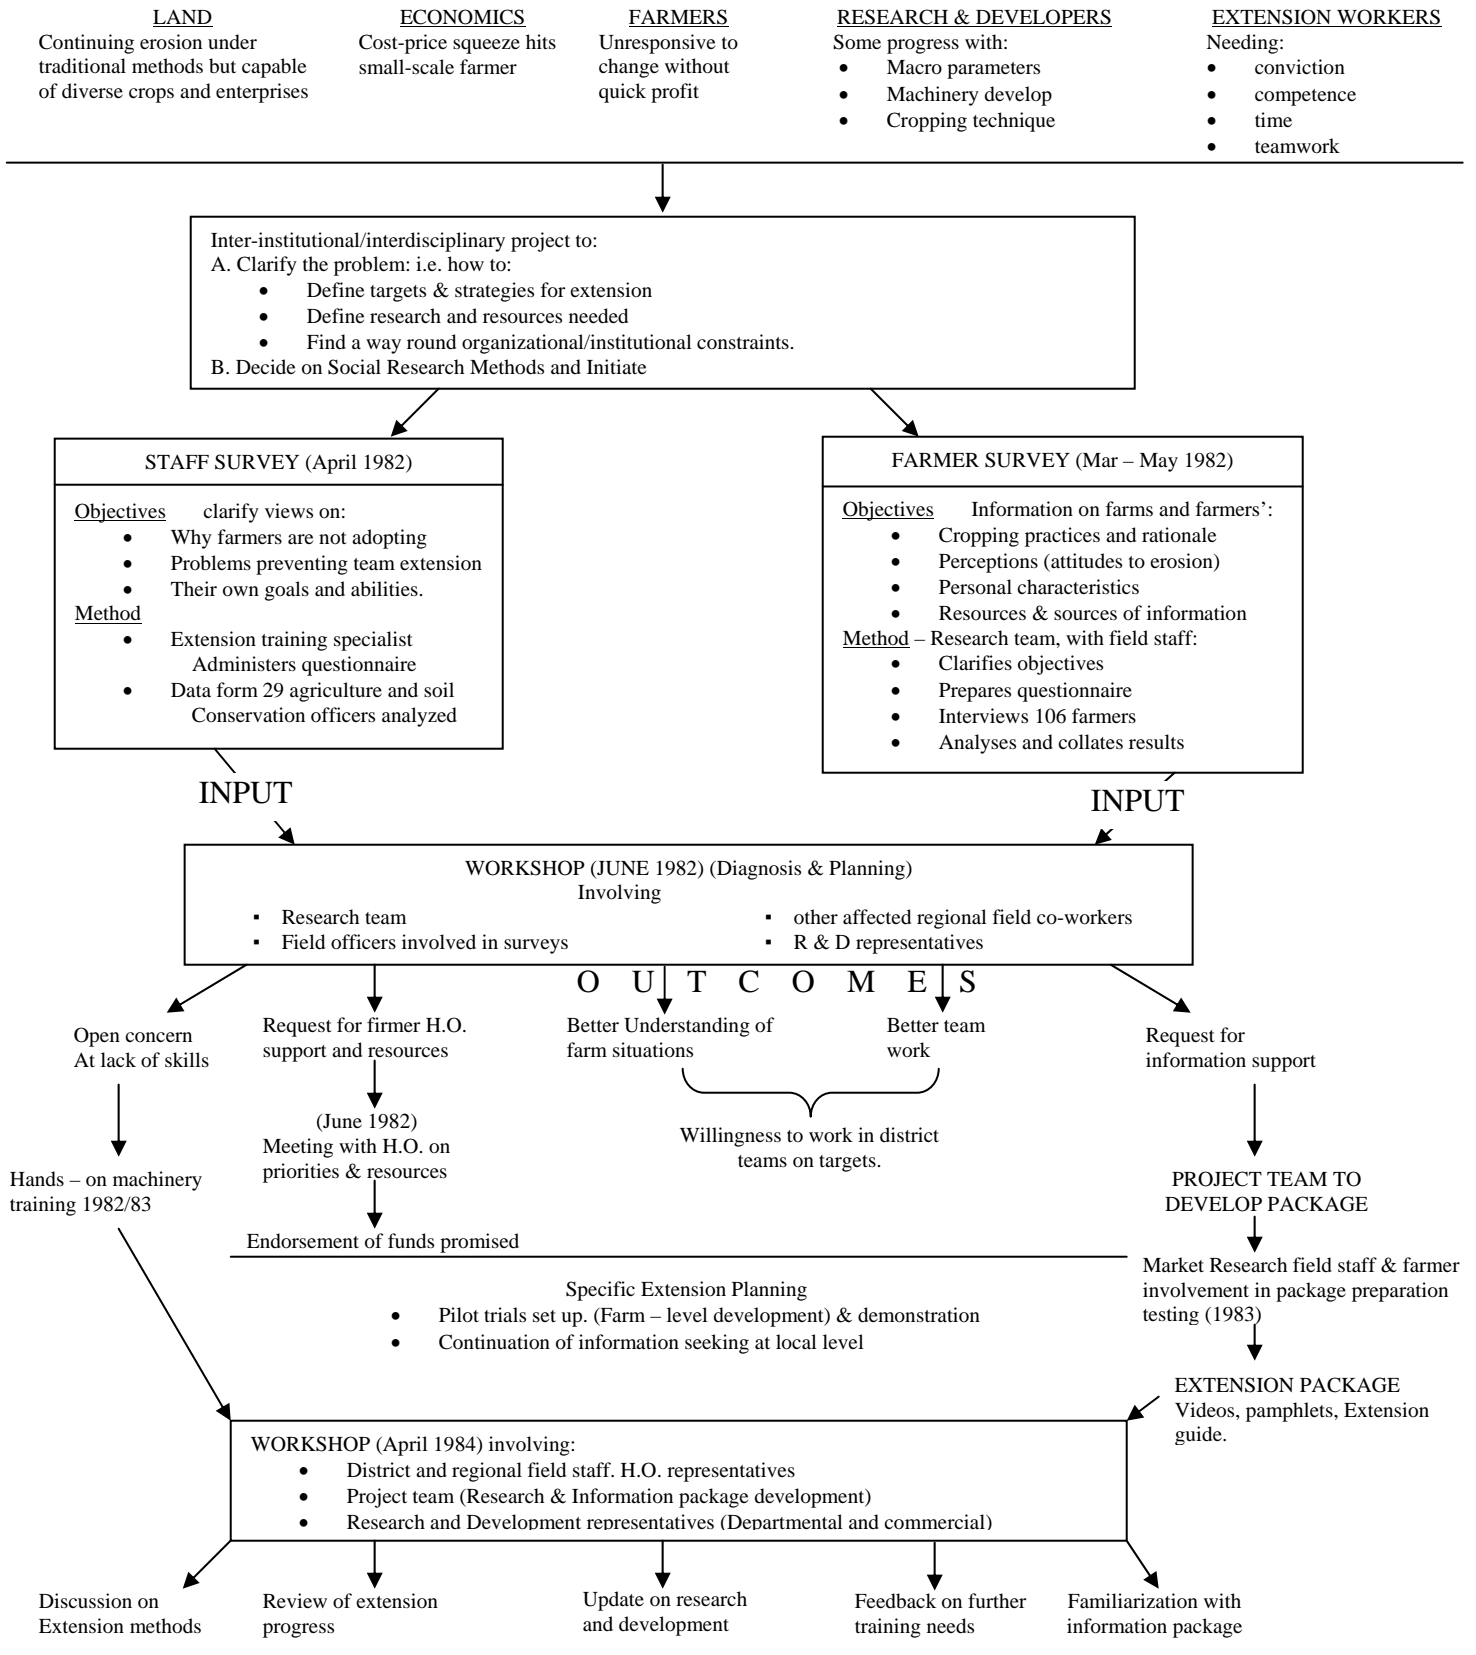 LAND
Continuing erosion under
traditional methods but capable
of diverse crops and enterprises
ECONOMICS
Cost-price squeeze hits
small-scale farmer
FARMERS
Unresponsive to
change without
quick profit
RESEARCH & DEVELOPERS
Some progress with:
• Macro parameters
• Machinery develop
• Cropping technique
EXTENSION WORKERS
Needing:
• conviction
• competence
• time
• teamwork
Inter-institutional/interdisciplinary project to:
A. Clarify the problem: i.e. how to:
• Define targets & strategies for extension
• Define research and resources needed
• Find a way round organizational/institutional constraints.
B. Decide on Social Research Methods and Initiate
STAFF SURVEY (April 1982)
Objectives clarify views on:
• Why farmers are not adopting
• Problems preventing team extension
• Their own goals and abilities.
Method
• Extension training specialist
Administers questionnaire
• Data form 29 agriculture and soil
Conservation officers analyzed
FARMER SURVEY (Mar – May 1982)
Objectives Information on farms and farmers’:
• Cropping practices and rationale
• Perceptions (attitudes to erosion)
• Personal characteristics
• Resources & sources of information
Method – Research team, with field staff:
• Clarifies objectives
• Prepares questionnaire
• Interviews 106 farmers
• Analyses and collates results
INPUT
INPUT
WORKSHOP (JUNE 1982) (Diagnosis & Planning)
Involving
▪ Research team
▪ Field officers involved in surveys
▪ other affected regional field co-workers
▪ R & D representatives
O U T C O M E S
Open concern
At lack of skills
Request for firmer H.O.
support and resources
Better Understanding of
farm situations
Better team
work
Request for
information support
(June 1982)
Meeting with H.O. on
priorities & resources
Willingness to work in district
teams on targets.
Hands – on machinery
training 1982/83
PROJECT TEAM TO
DEVELOP PACKAGE
Endorsement of funds promised
Market Research field staff & farmer
involvement in package preparation
testing (1983)
Specific Extension Planning
• Pilot trials set up. (Farm – level development) & demonstration
• Continuation of information seeking at local level
EXTENSION PACKAGE
Videos, pamphlets, Extension
guide.
WORKSHOP (April 1984) involving:
• District and regional field staff. H.O. representatives
• Project team (Research & Information package development)
• Research and Development representatives (Departmental and commercial)
Discussion on
Extension methods
Review of extension
progress
Update on research
and development
Feedback on further
training needs
Familiarization with
information package